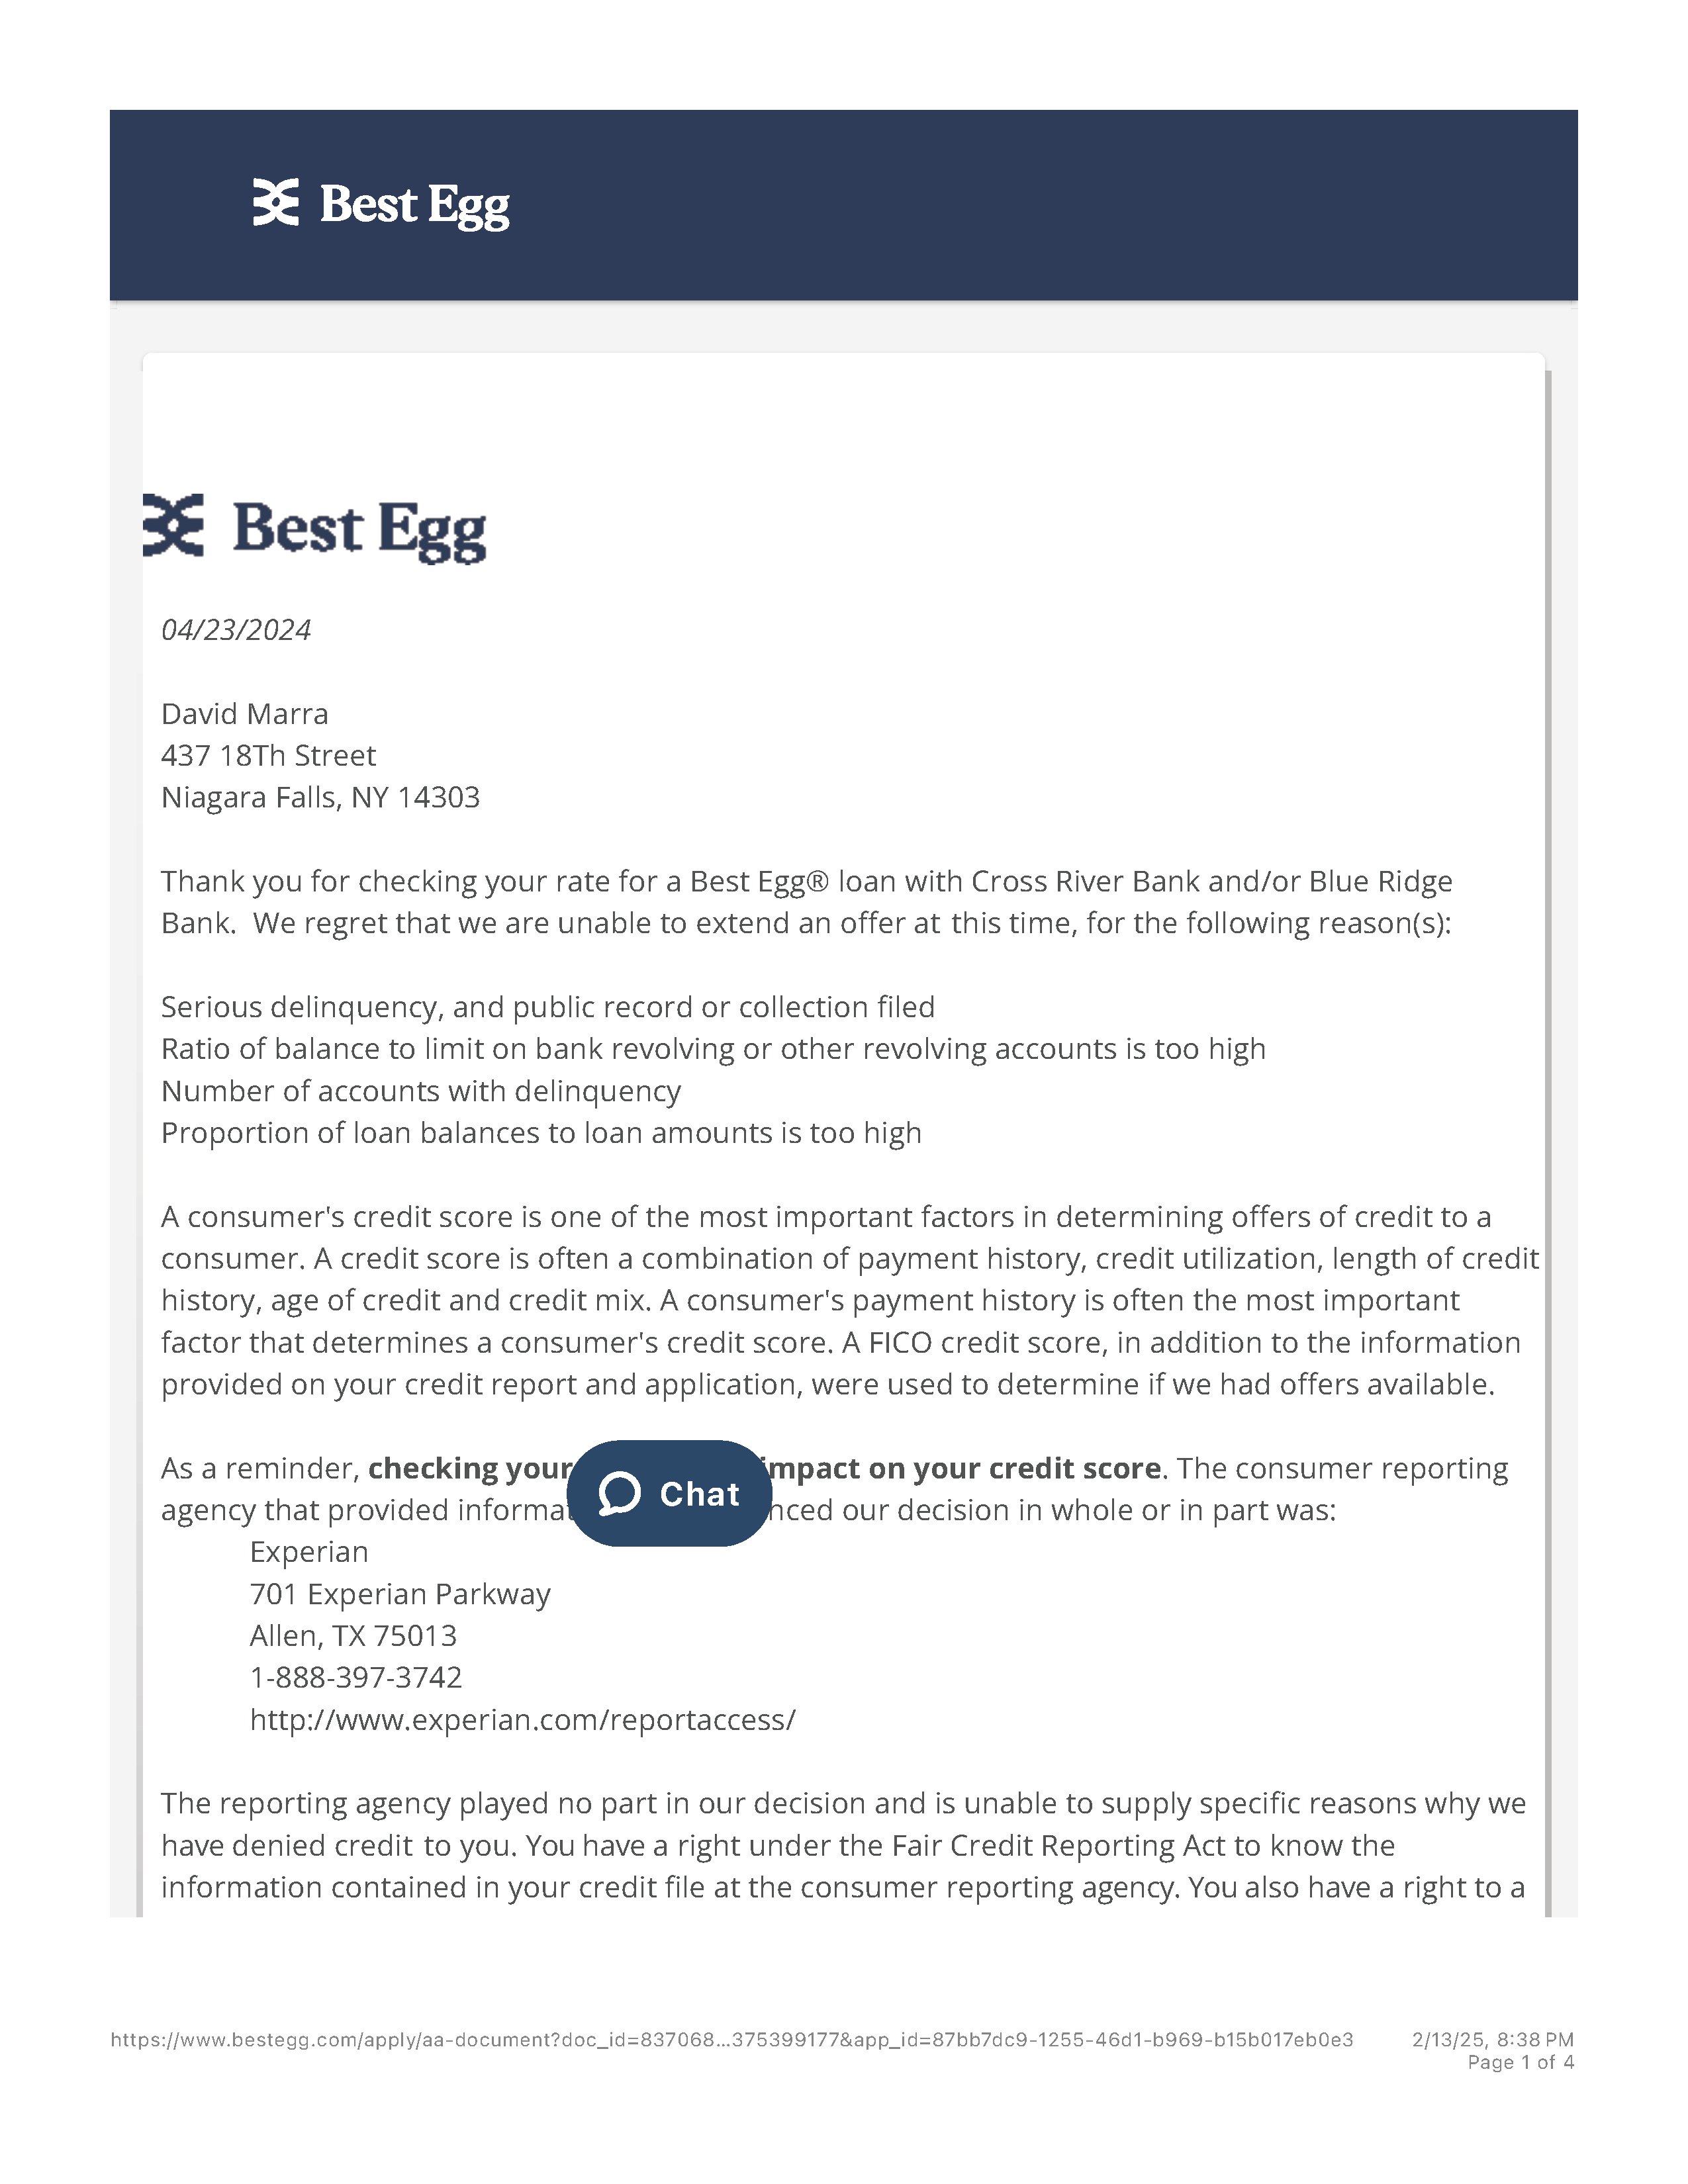 Best Egg
Best Egg
04/23/2024
David Marra
437 18Th Street
Niagara Falls, NY 14303
Thank you for checking your rate for a Best Egg® loan with Cross River Bank and/or Blue Ridge
Bank.  We regret that we are unable to extend an offer at this time, for the following reason(s):
Serious delinquency, and public record or collection filed
Ratio of balance to limit on bank revolving or other revolving accounts is too high
Number of accounts with delinquency
Proportion of loan balances to loan amounts is too high
A consumer's credit score is one of the most important factors in determining offers of credit to a
consumer. A credit score is often a combination of payment history, credit utilization, length of credit
history, age of credit and credit mix. A consumer's payment history is often the most important
factor that determines a consumer's credit score. A FICO credit score, in addition to the information
provided on your credit report and application, were used to determine if we had offers available.
As a reminder, checking your impact on your credit score. The consumer reporting
Chat
agency that provided our decision in whole or in part was:
Experian
701 Experian Parkway
Allen, TX 75013
1-888-397-3742
http://www.experian.com/reportaccess/
The reporting agency played no part in our decision and is unable to supply specific reasons why we
have denied credit to you. You have a right under the Fair Credit Reporting Act to know the
information contained in your credit file at the consumer reporting agency. You also have a right to a
https://www.bestegg.com/apply/aa-document?doc_id=837068…375399177&app_id=87bb7dc9-1255-46d1-b969-b15b017eb0e3 2/13/25, 8:38 PM
Page 1 of 4